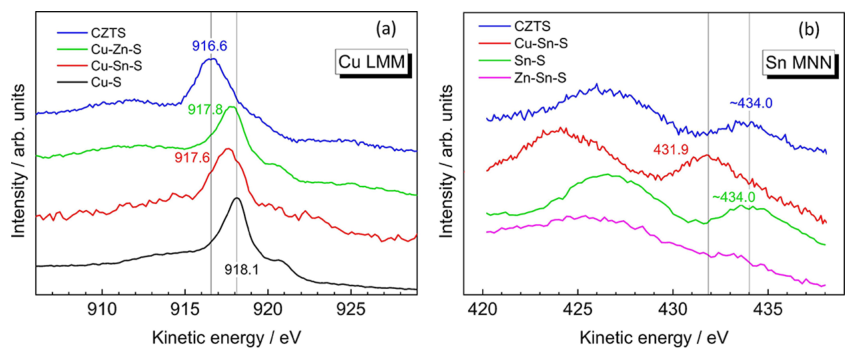 (a)
CZTS
Cu-Zn-S
Cu-Sn-S
Cu-S
916.6
Cu LMM
917.8
917.6
918.1
Intensity / arb. units
910 915 920 925
Kinetic energy / eV
(b)
CZTS
Cu-Sn-S
Sn-S
Zn-Sn-S
Sn MNN
~434.0
431.9
~434.0
Intensity / arb. units
420 425 430 435
Kinetic energy / eV